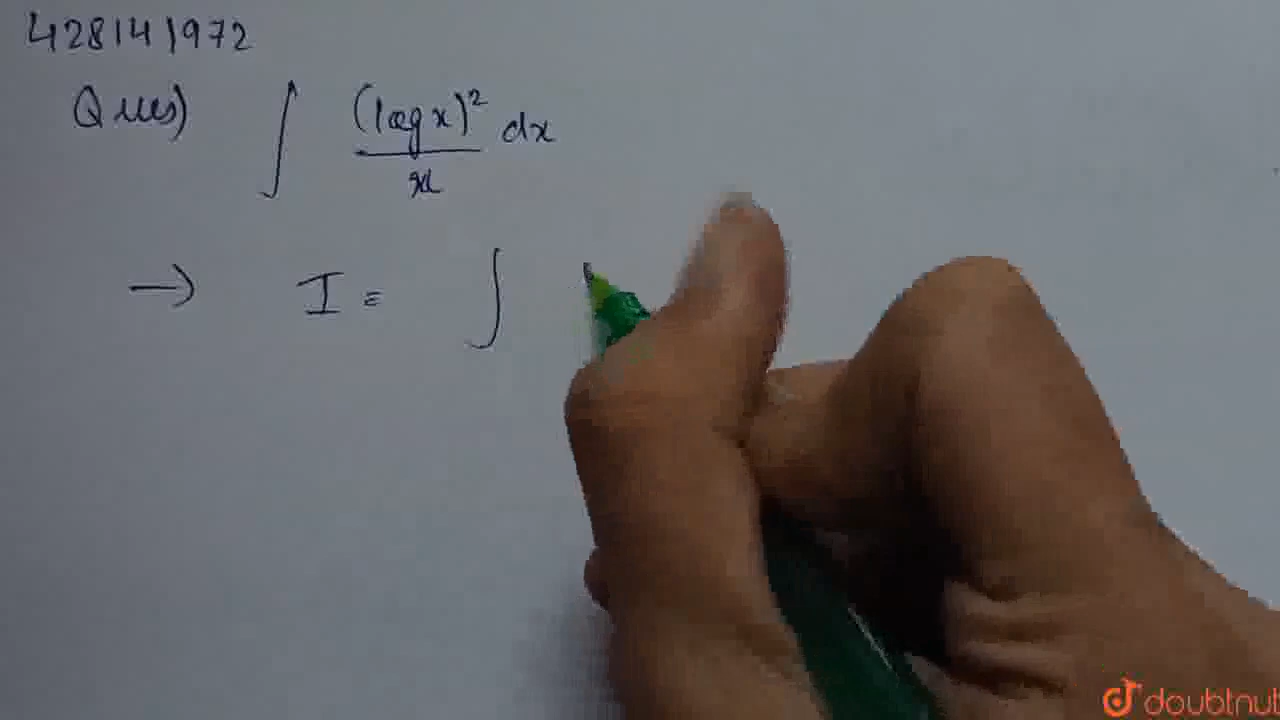 428141972
Ques) ∫ (log x)² / x dx
→ I = ∫
doubtnut